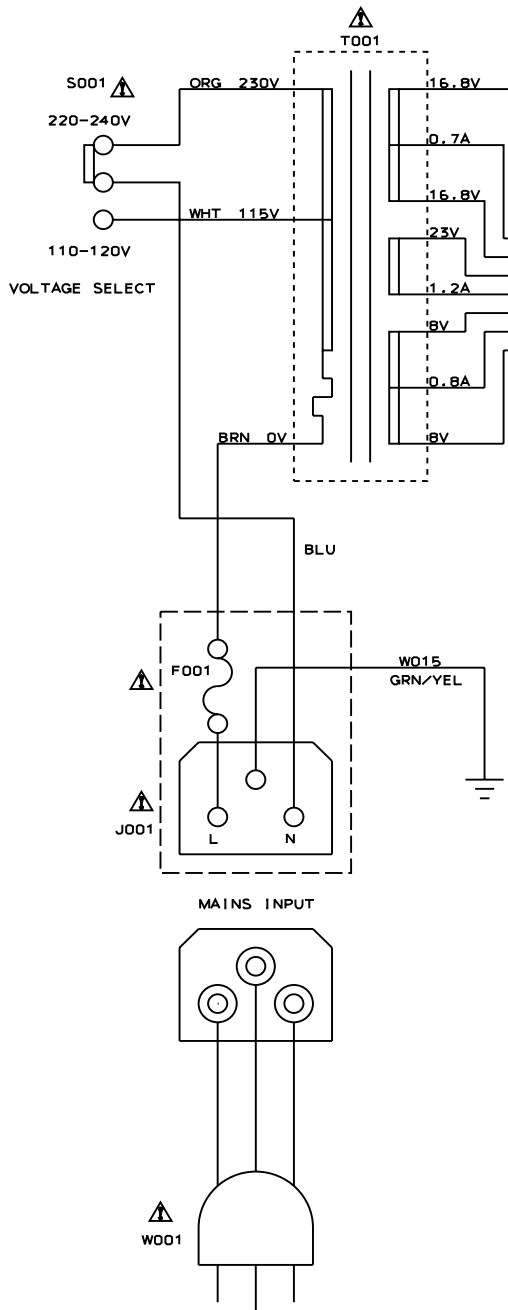 T001
S001
ORG 230V
16.8V
220-240V
0.7A
16.8V
WHT 115V
23V
110-120V
VOLTAGE SELECT
1.2A
8V
0.8A
BRN 0V
8V
BLU
W015
F001
GRN/YEL
J001
L
N
MAINS INPUT
W001